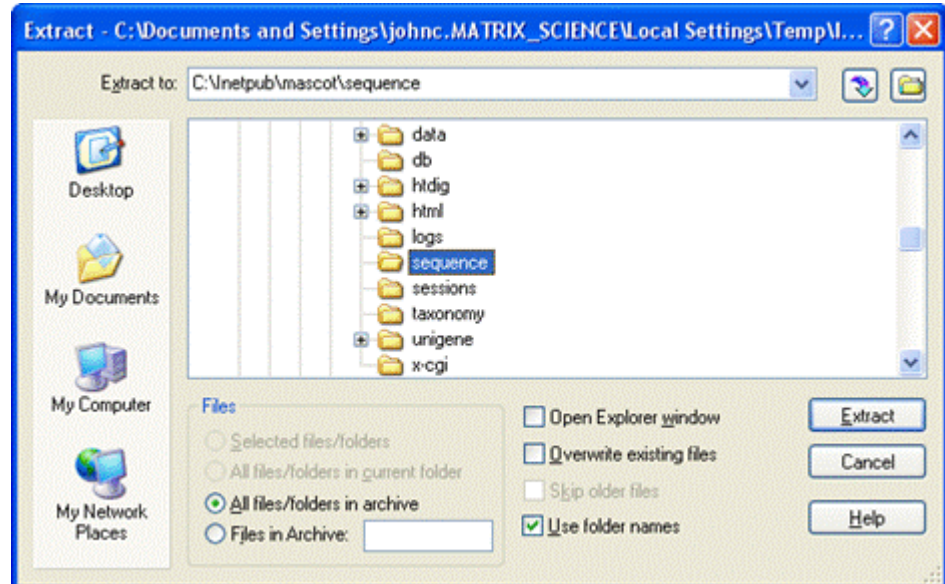 Extract - C:\Documents and Settings\johnc.MATRIX_SCIENCE\Local Settings\Temp\I...
Extract to:
C:\Inetpub\mascot\sequence
Desktop
My Documents
My Computer
My Network
Places
data
db
htdig
html
logs
sequence
sessions
taxonomy
unigene
x-cgi
Files
Selected files/folders
All files/folders in current folder
All files/folders in archive
Files in Archive:
Open Explorer window
Overwrite existing files
Skip older files
Use folder names
Extract
Cancel
Help